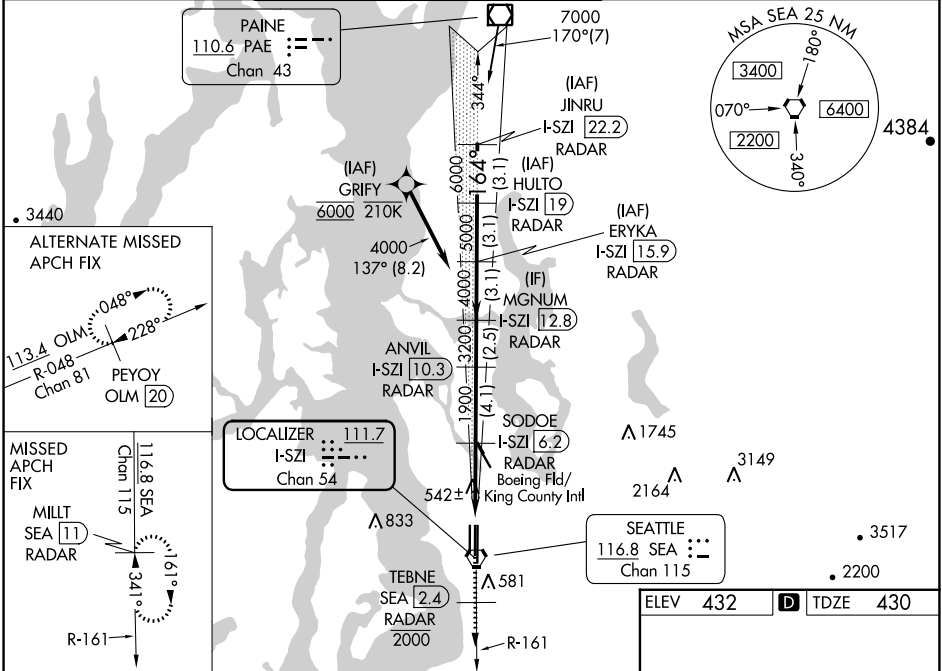 PAINE
110.6 PAE
Chan 43
7000
170°(7)
MSA SEA 25 NM
180°
3400
070°
6400
2200
340°
4384
344°
(IAF)
JINRU
I-SZI 22.2
RADAR
164°
6000
(3.1)
(IAF)
HULTO
I-SZI 19
RADAR
(IAF)
GRIFY
6000 210K
3440
5000
(3.1)
(IAF)
ERYKA
I-SZI 15.9
RADAR
4000
137° (8.2)
4000
(3.1)
(IF)
MGNUM
I-SZI 12.8
RADAR
ALTERNATE MISSED
APCH FIX
048°
228°
113.4 OLM
R-048
Chan 81
PEYOY
OLM 20
3200
(2.5)
ANVIL
I-SZI 10.3
RADAR
1900
(4.1)
SODOE
I-SZI 6.2
RADAR
Boeing Fld/
King County Intl
1745
3149
2164
LOCALIZER 111.7
I-SZI
Chan 54
542±
833
MISSED
APCH
FIX
116.8 SEA
Chan 115
MILLT
SEA 11
RADAR
161°
341°
R-161
SEATTLE
116.8 SEA
Chan 115
3517
2200
581
TEBNE
SEA 2.4
RADAR
2000
R-161
ELEV 432 D TDZE 430